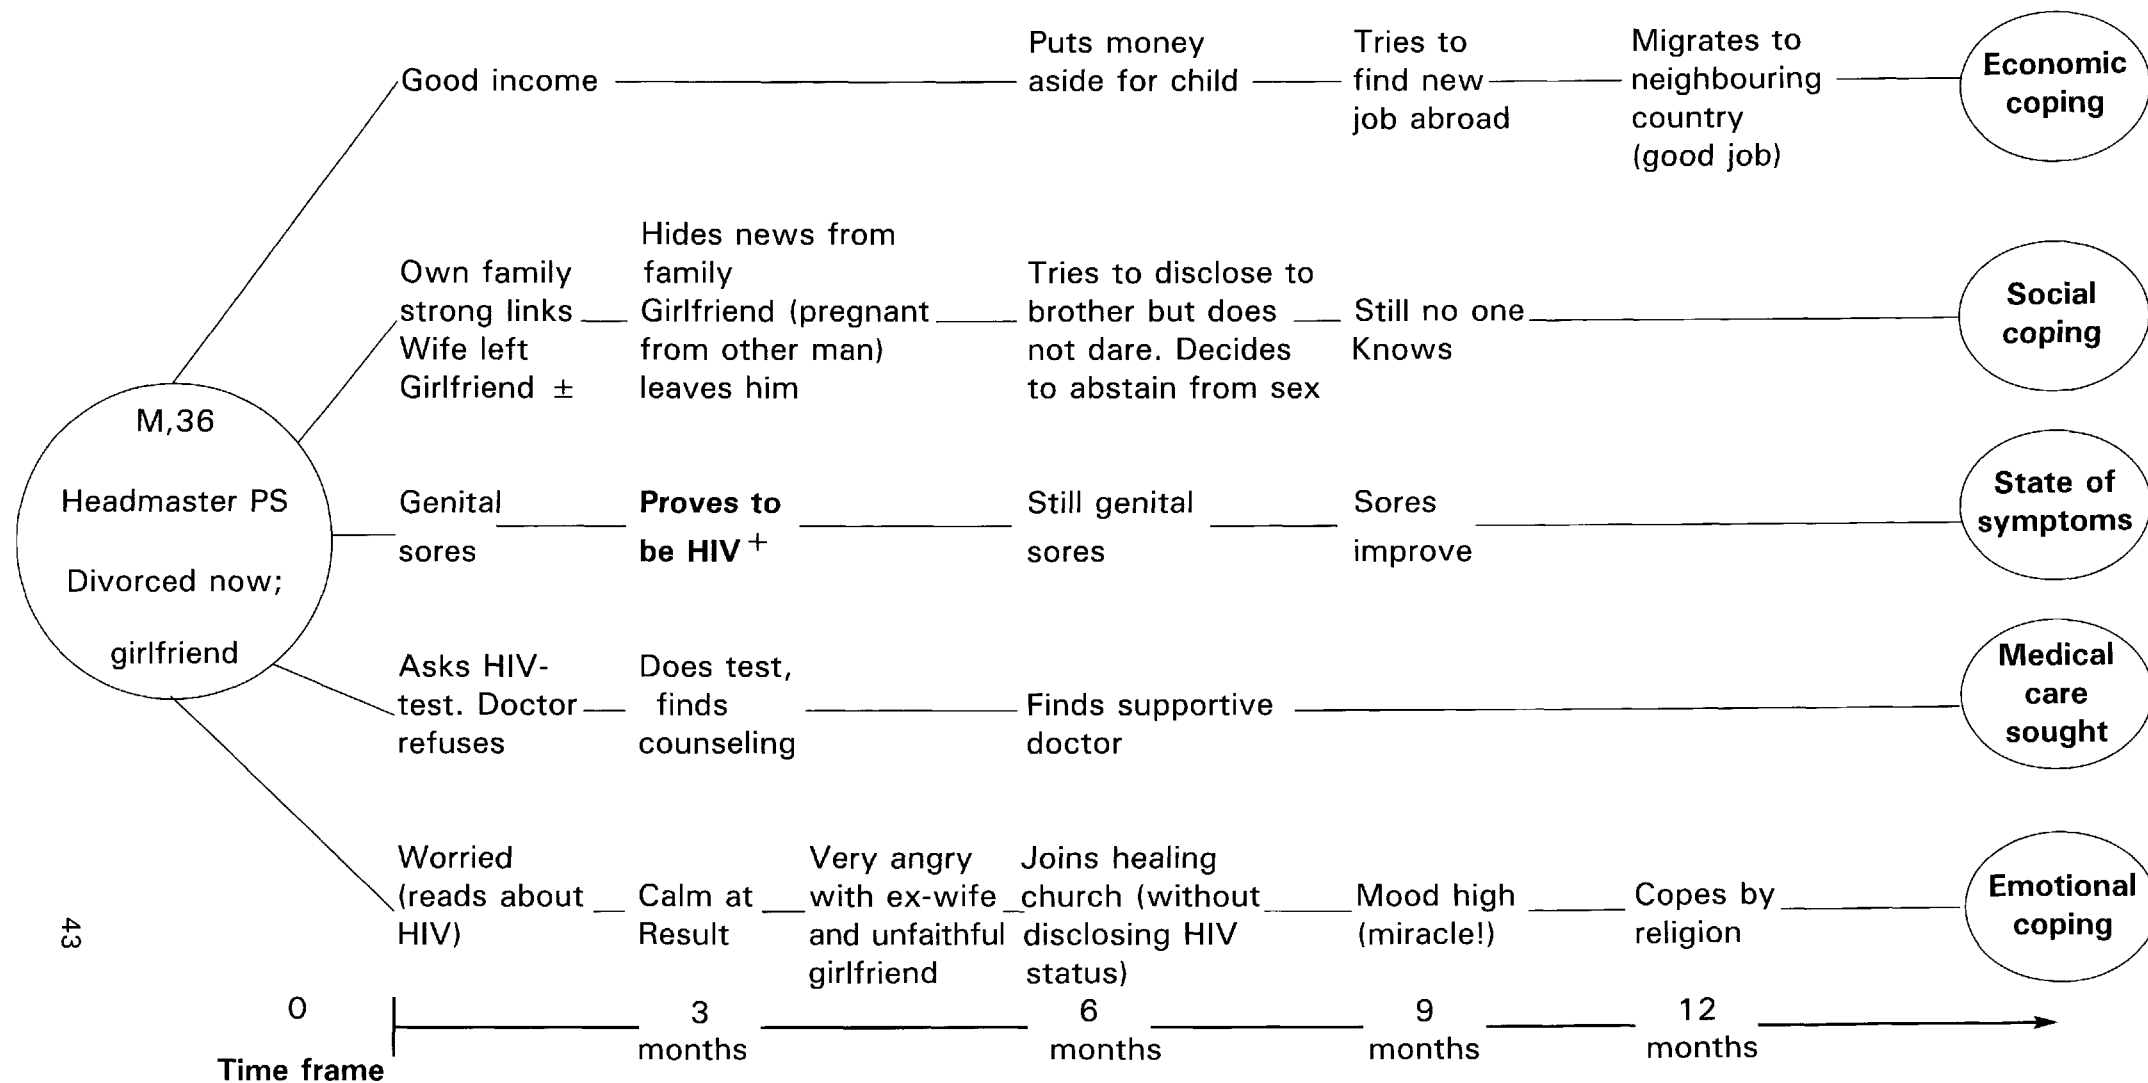 Good income
Puts money
aside for child
Tries to
find new
job abroad
Migrates to
neighbouring
country
(good job)
Economic
coping
Own family
strong links
Wife left
Girlfriend ±
Hides news from
family
Girlfriend (pregnant
from other man)
leaves him
Tries to disclose to
brother but does
not dare. Decides
to abstain from sex
Still no one
Knows
Social
coping
M,36
Headmaster PS
Divorced now;
girlfriend
Genital
sores
Proves to
be HIV+
Still genital
sores
Sores
improve
State of
symptoms
Asks HIV-
test. Doctor
refuses
Does test,
finds
counseling
Finds supportive
doctor
Medical
care
sought
Worried
(reads about
HIV)
Calm at
Result
Very angry
with ex-wife
and unfaithful
girlfriend
Joins healing
church (without
disclosing HIV
status)
Mood high
(miracle!)
Copes by
religion
Emotional
coping
43
0
3
months
6
months
9
months
12
months
Time frame